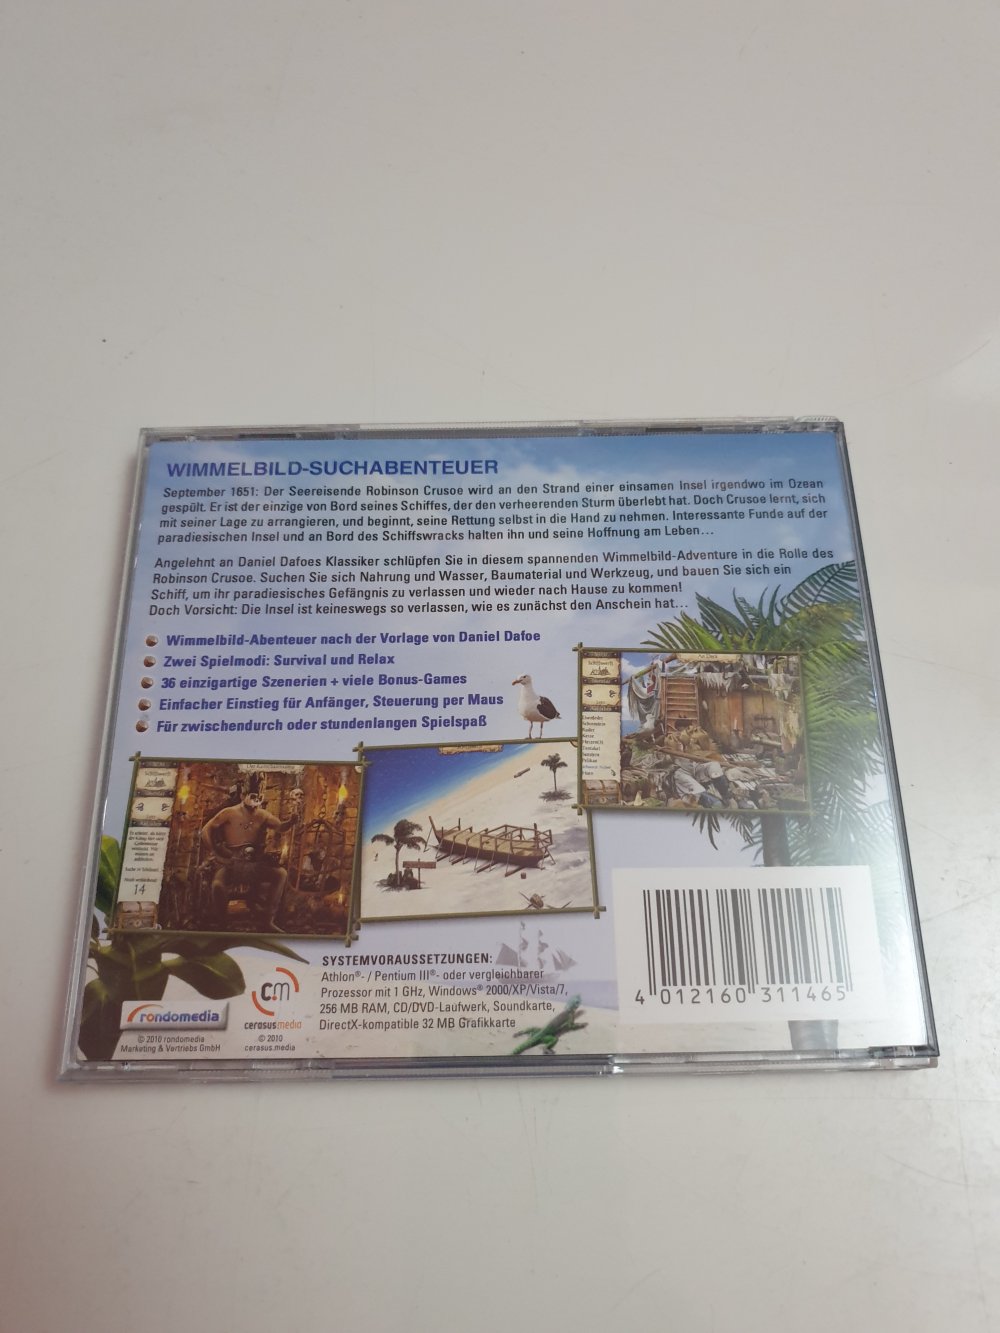 WIMMELBILD-SUCHABENTEUER
September 1651: Der Seereisende Robinson Crusoe wird an den Strand einer einsamen Insel irgendwo im Ozean
gespült. Er ist der einzige von Bord seines Schiffes, der den verheerenden Sturm überlebt hat. Doch Crusoe lernt, sich
mit seiner Lage zu arrangieren, und beginnt, seine Rettung selbst in die Hand zu nehmen. Interessante Funde auf der
paradiesischen Insel und an Bord des Schiffswracks halten ihn und seine Hoffnung am Leben…
Angelehnt an Daniel Dafoes Klassiker schlüpfen Sie in diesem spannenden Wimmelbild-Adventure in die Rolle des
Robinson Crusoe. Suchen Sie sich Nahrung und Wasser, Baumaterial und Werkzeug, und bauen Sie sich ein
Schiff, um ihr paradiesisches Gefängnis zu verlassen und wieder nach Hause zu kommen!
Doch Vorsicht: Die Insel ist keineswegs so verlassen, wie es zunächst den Anschein hat…
Wimmelbild-Abenteuer nach der Vorlage von Daniel Dafoe
Zwei Spielmodi: Survival und Relax
36 einzigartige Szenerien + viele Bonus-Games
Einfacher Einstieg für Anfänger, Steuerung per Maus
Für zwischendurch oder stundenlangen Spielspaß
An Deck
14
SYSTEMVORAUSSETZUNGEN:
Athlon®- / Pentium III®- oder vergleichbarer
Prozessor mit 1 GHz, Windows® 2000/XP/Vista/7,
256 MB RAM, CD/DVD-Laufwerk, Soundkarte,
DirectX-kompatible 32 MB Grafikkarte
rondomedia
© 2010 rondomedia
Marketing & Vertriebs GmbH
cm
cerasusmedia
© 2010
cerasus.media
4 012160 311465